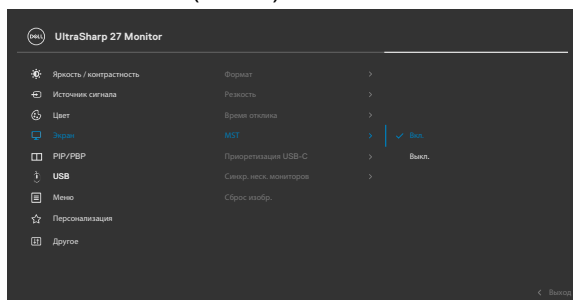 DELL UltraSharp 27 Monitor
Яркость / контрастность Формат
Источник сигнала Резкость
Цвет Время отклика
Экран MST Вкл.
PIP/PBP Приоретизация USB-C Выкл.
USB Синхр. неск. мониторов
Меню Сброс изобр.
Персонализация
Другое
Выход